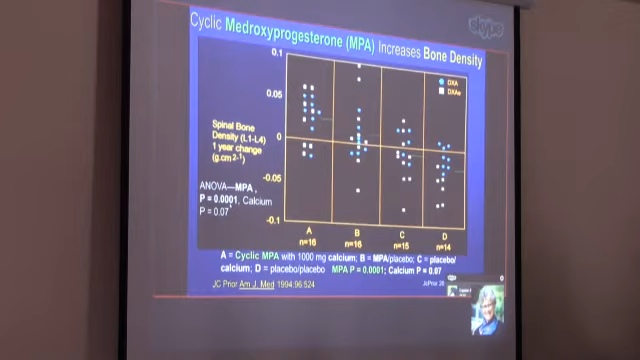 Cyclic Medroxyprogesterone (MPA) Increases Bone Density
skype
0.1
0.05
0
-0.05
-0.1
DXA
DXAe
Spinal Bone
Density (L1-L4)
1 year change
(g.cm2-1)
ANOVA—MPA,
P = 0.0001, Calcium
P = 0.07
A
B
C
D
n=16
n=16
n=15
n=14
A = Cyclic MPA with 1000 mg calcium; B = MPA/placebo; C = placebo/
calcium; D = placebo/placebo MPA P = 0.0001; Calcium P = 0.07
JC Prior Am J. Med 1994;96:524